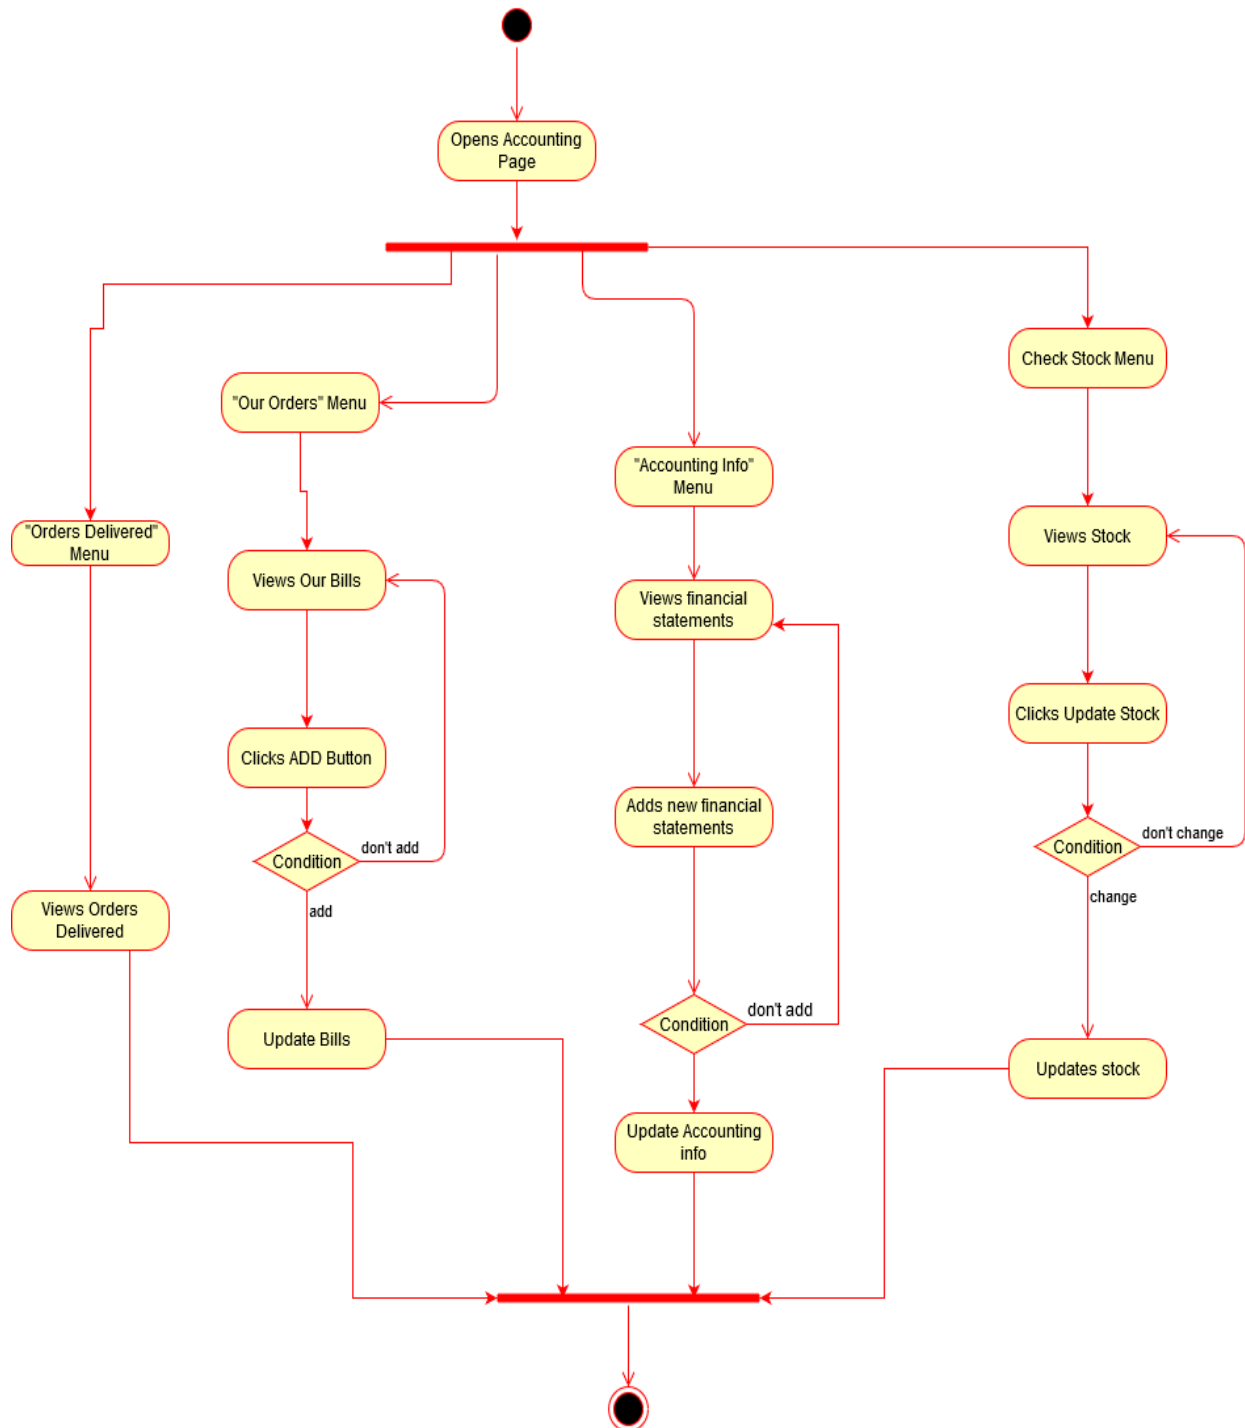 Opens Accounting
Page
Check Stock Menu
"Our Orders" Menu
"Accounting Info"
Menu
"Orders Delivered"
Menu
Views Stock
Views Our Bills
Views financial
statements
Clicks Update Stock
Clicks ADD Button
Adds new financial
statements
Condition
don't change
Condition
don't add
change
add
Views Orders
Delivered
Condition
don't add
Update Bills
Updates stock
Update Accounting
info